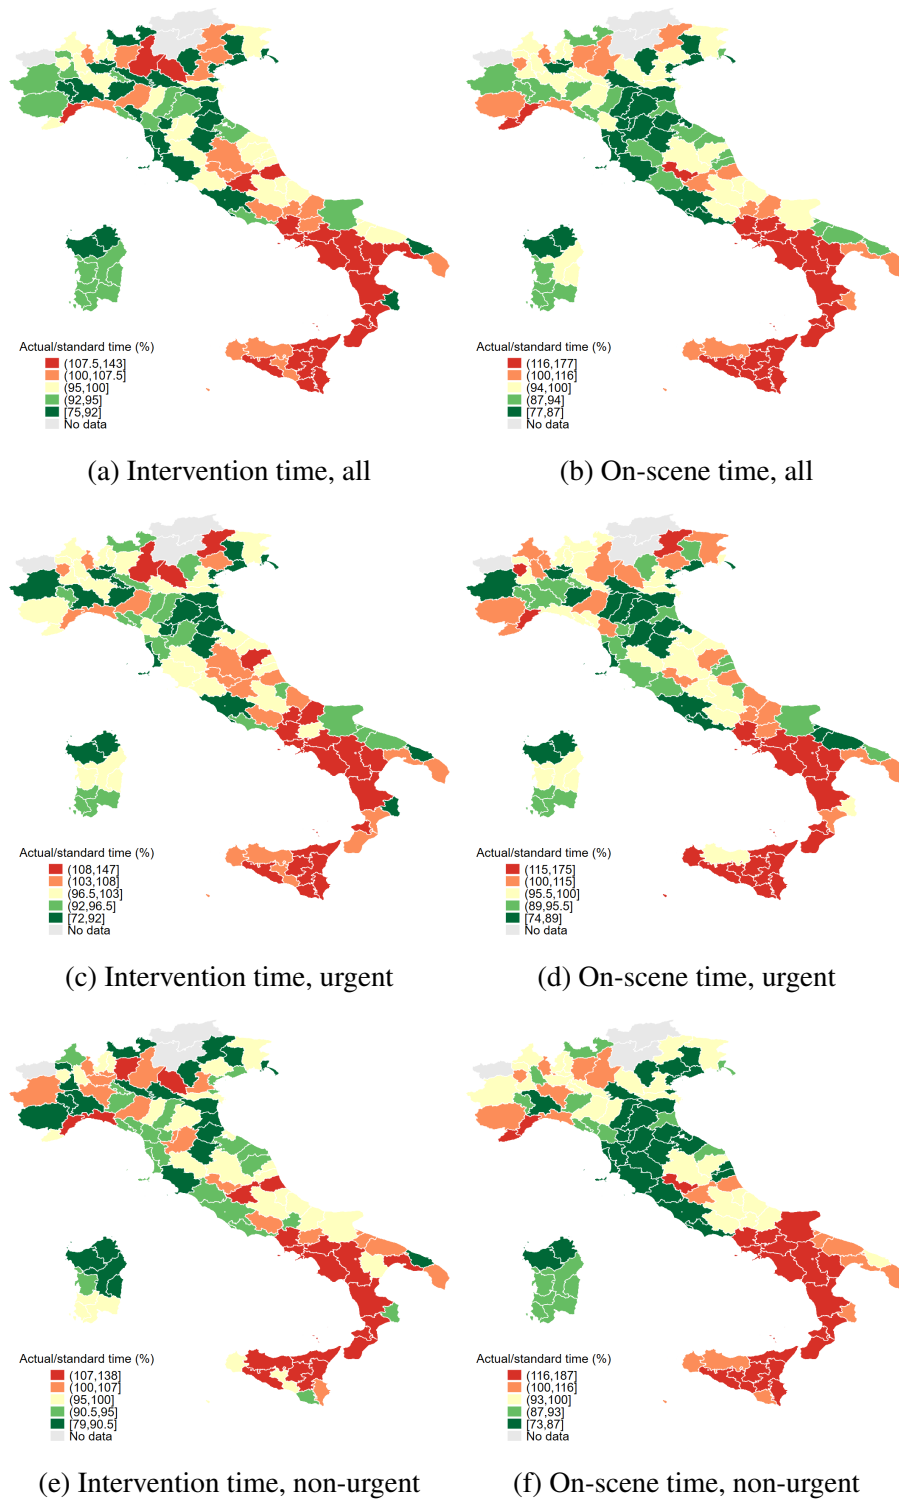 Actual/standard time (%)
(107.5,143]
(100,107.5]
(95,100]
(92,95]
[75,92]
No data
(a) Intervention time, all
Actual/standard time (%)
(116,177]
(100,116]
(94,100]
(87,94]
[77,87]
No data
(b) On-scene time, all
Actual/standard time (%)
(108,147]
(103,108]
(96.5,103]
(92,96.5]
[72,92]
No data
(c) Intervention time, urgent
Actual/standard time (%)
(115,175]
(100,115]
(95.5,100]
(89,95.5]
[74,89]
No data
(d) On-scene time, urgent
Actual/standard time (%)
(107,138]
(100,107]
(95,100]
(90.5,95]
[79,90.5]
No data
(e) Intervention time, non-urgent
Actual/standard time (%)
(116,187]
(100,116]
(93,100]
(87,93]
[73,87]
No data
(f) On-scene time, non-urgent